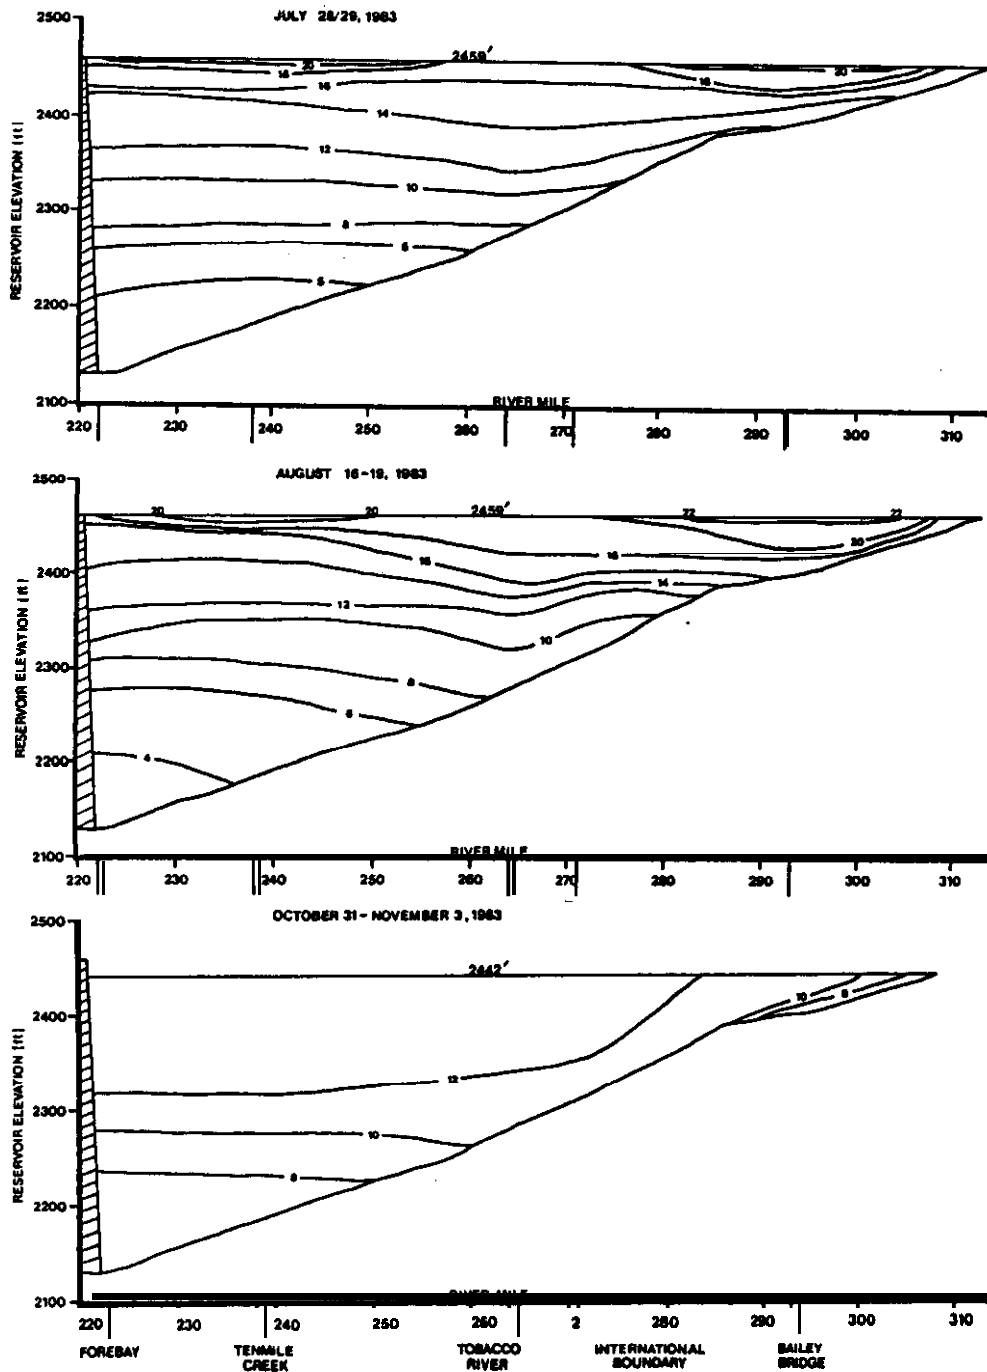 JULY 28/29, 1983
RESERVOIR ELEVATION [ft]
2500
2400
2300
2200
2100
2459'
20
16
16
14
12
10
8
6
5
16
20
RIVER MILE
220 230 240 250 260 270 280 290 300 310
AUGUST 16-19, 1983
RESERVOIR ELEVATION [ft]
2500
2400
2300
2200
2100
20 20 2459' 22 22
20
16
14
12
10
8
6
4
RIVER MILE
220 230 240 250 260 270 280 290 300 310
OCTOBER 31 - NOVEMBER 3, 1983
RESERVOIR ELEVATION [ft]
2500
2400
2300
2200
2100
2442'
10
8
12
10
8
RIVER MILE
220 230 240 250 260 2 280 290 300 310
FOREBAY
TENMILE
CREEK
TOBACCO
RIVER
INTERNATIONAL
BOUNDARY
BAILEY
BRIDGE